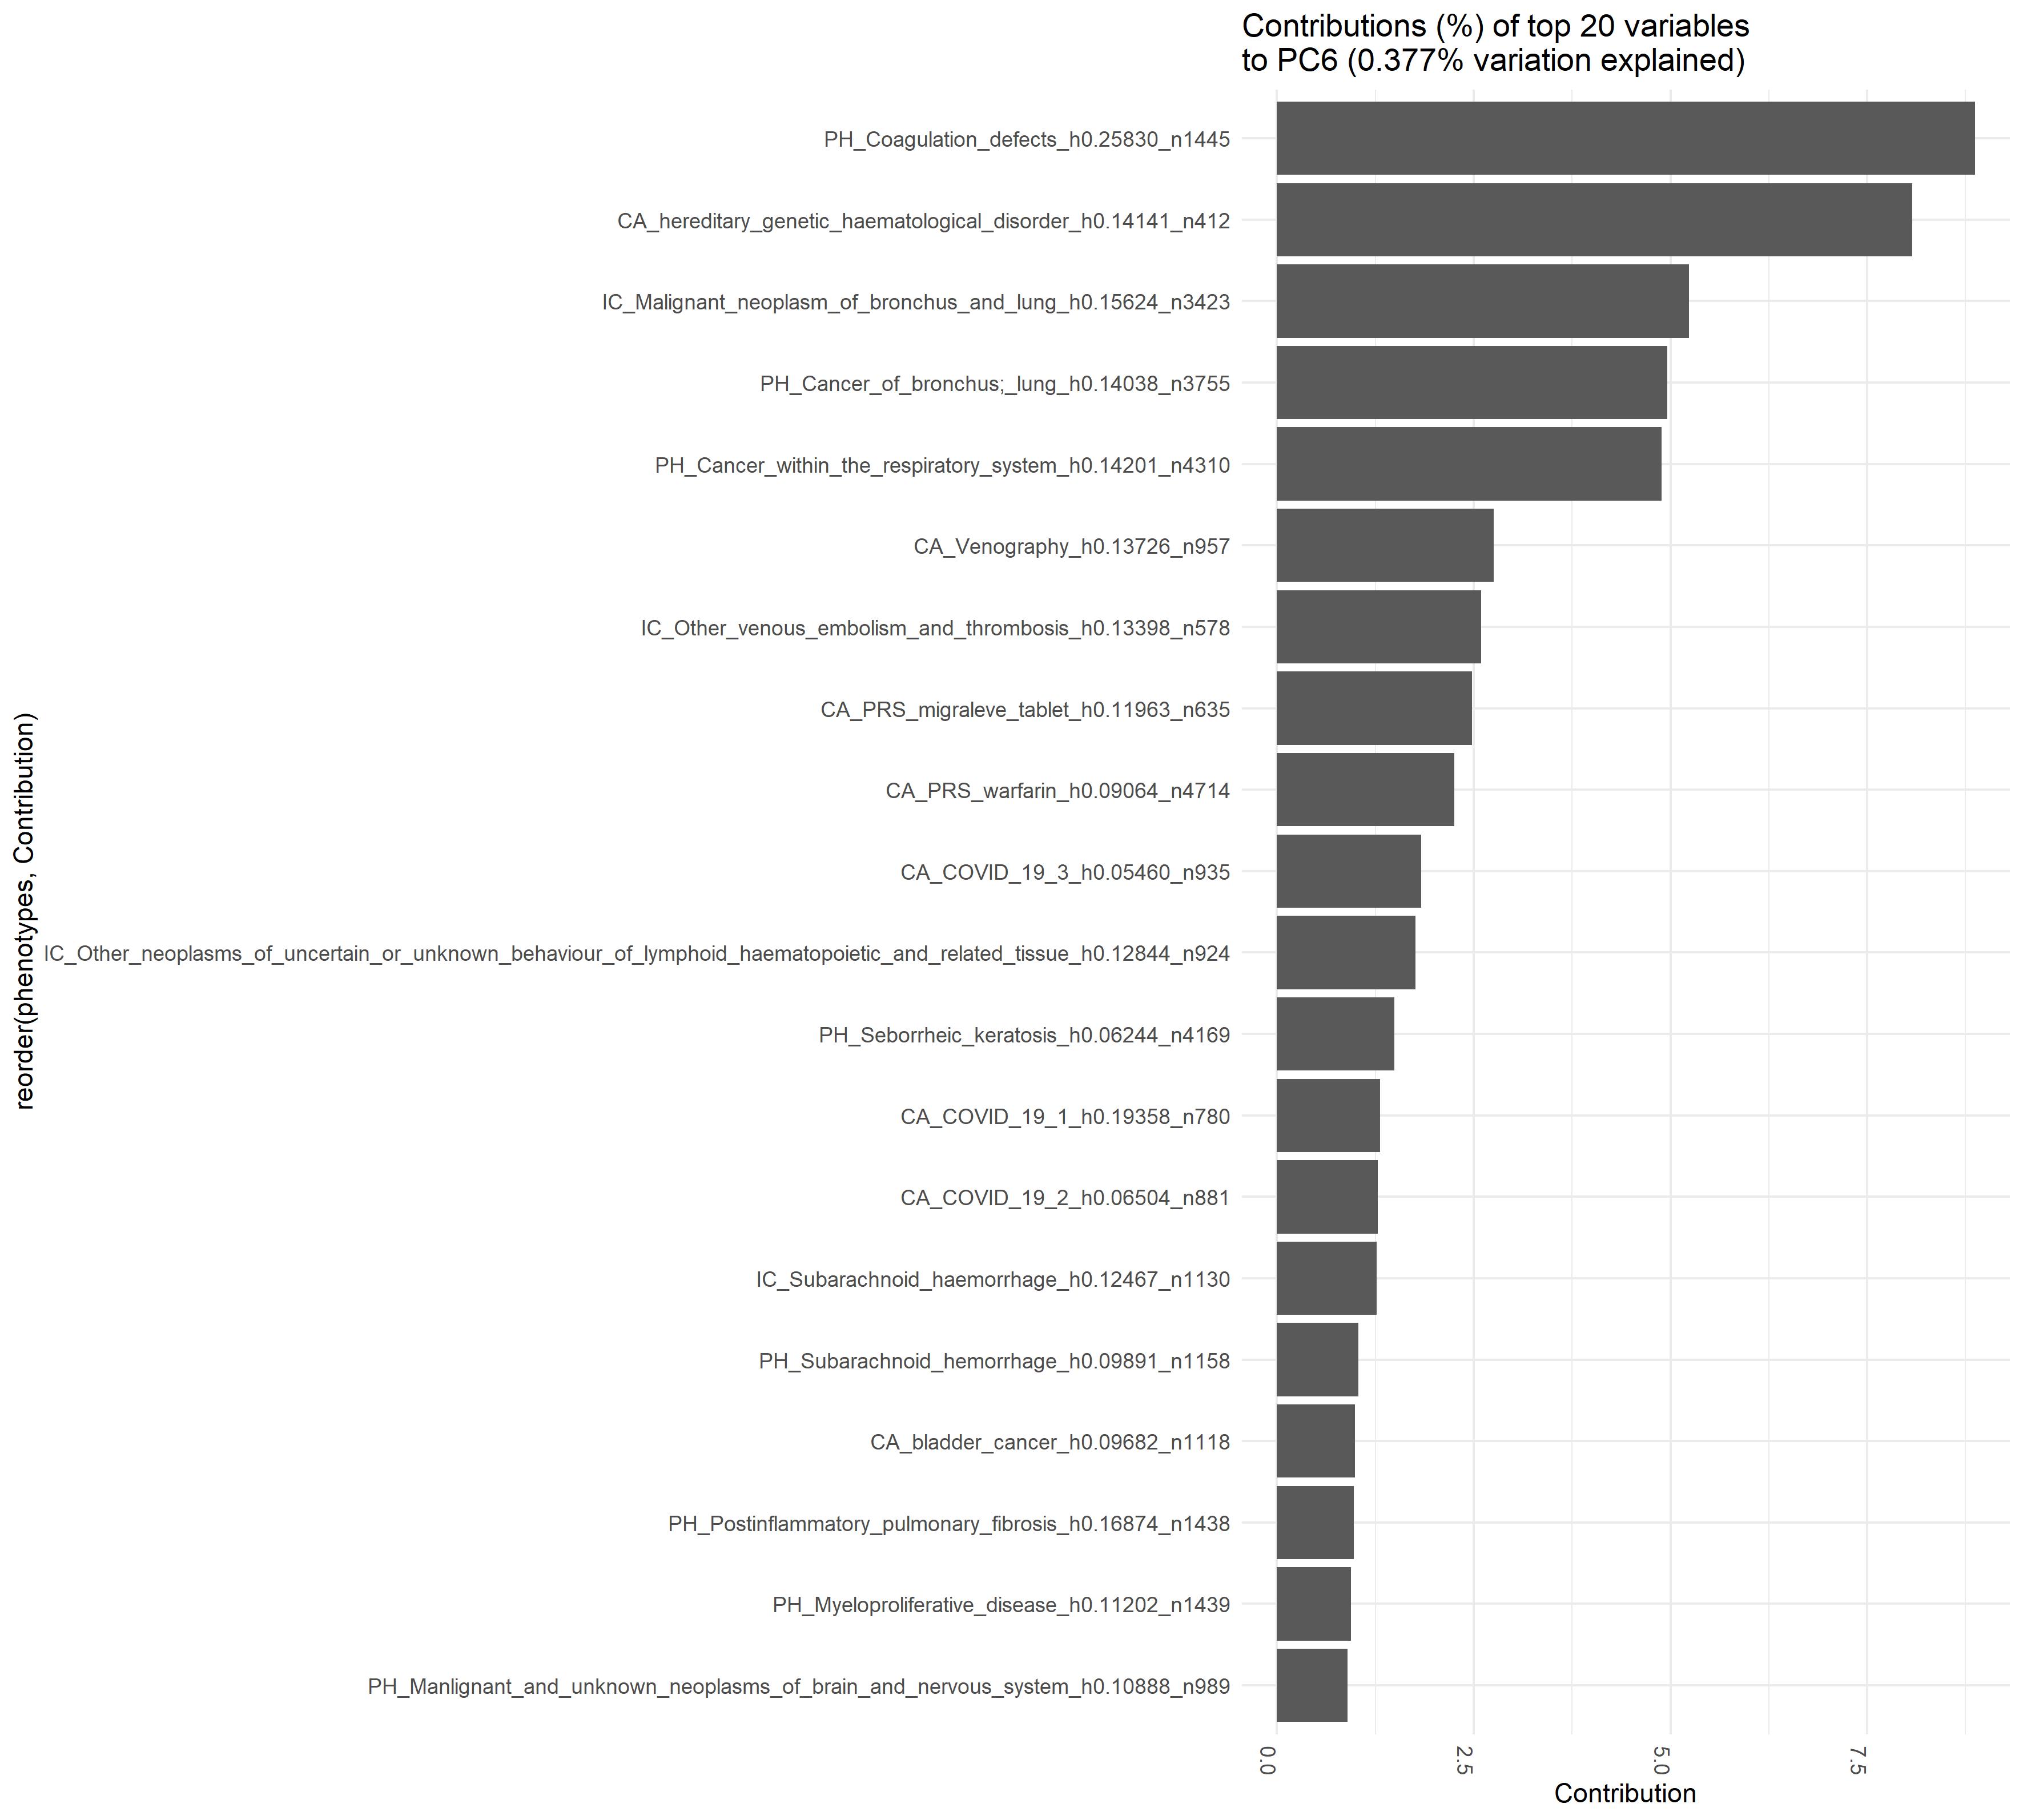 Contributions (%) of top 20 variables
to PC6 (0.377% variation explained)
PH_Coagulation_defects_h0.25830_n1445
CA_hereditary_genetic_haematological_disorder_h0.14141_n412
IC_Malignant_neoplasm_of_bronchus_and_lung_h0.15624_n3423
PH_Cancer_of_bronchus;_lung_h0.14038_n3755
PH_Cancer_within_the_respiratory_system_h0.14201_n4310
CA_Venography_h0.13726_n957
IC_Other_venous_embolism_and_thrombosis_h0.13398_n578
CA_PRS_migraleve_tablet_h0.11963_n635
CA_PRS_warfarin_h0.09064_n4714
CA_COVID_19_3_h0.05460_n935
IC_Other_neoplasms_of_uncertain_or_unknown_behaviour_of_lymphoid_haematopoietic_and_related_tissue_h0.12844_n924
PH_Seborrheic_keratosis_h0.06244_n4169
CA_COVID_19_1_h0.19358_n780
CA_COVID_19_2_h0.06504_n881
IC_Subarachnoid_haemorrhage_h0.12467_n1130
PH_Subarachnoid_hemorrhage_h0.09891_n1158
CA_bladder_cancer_h0.09682_n1118
PH_Postinflammatory_pulmonary_fibrosis_h0.16874_n1438
PH_Myeloproliferative_disease_h0.11202_n1439
PH_Manlignant_and_unknown_neoplasms_of_brain_and_nervous_system_h0.10888_n989
reorder(phenotypes, Contribution)
0.0
2.5
5.0
7.5
Contribution